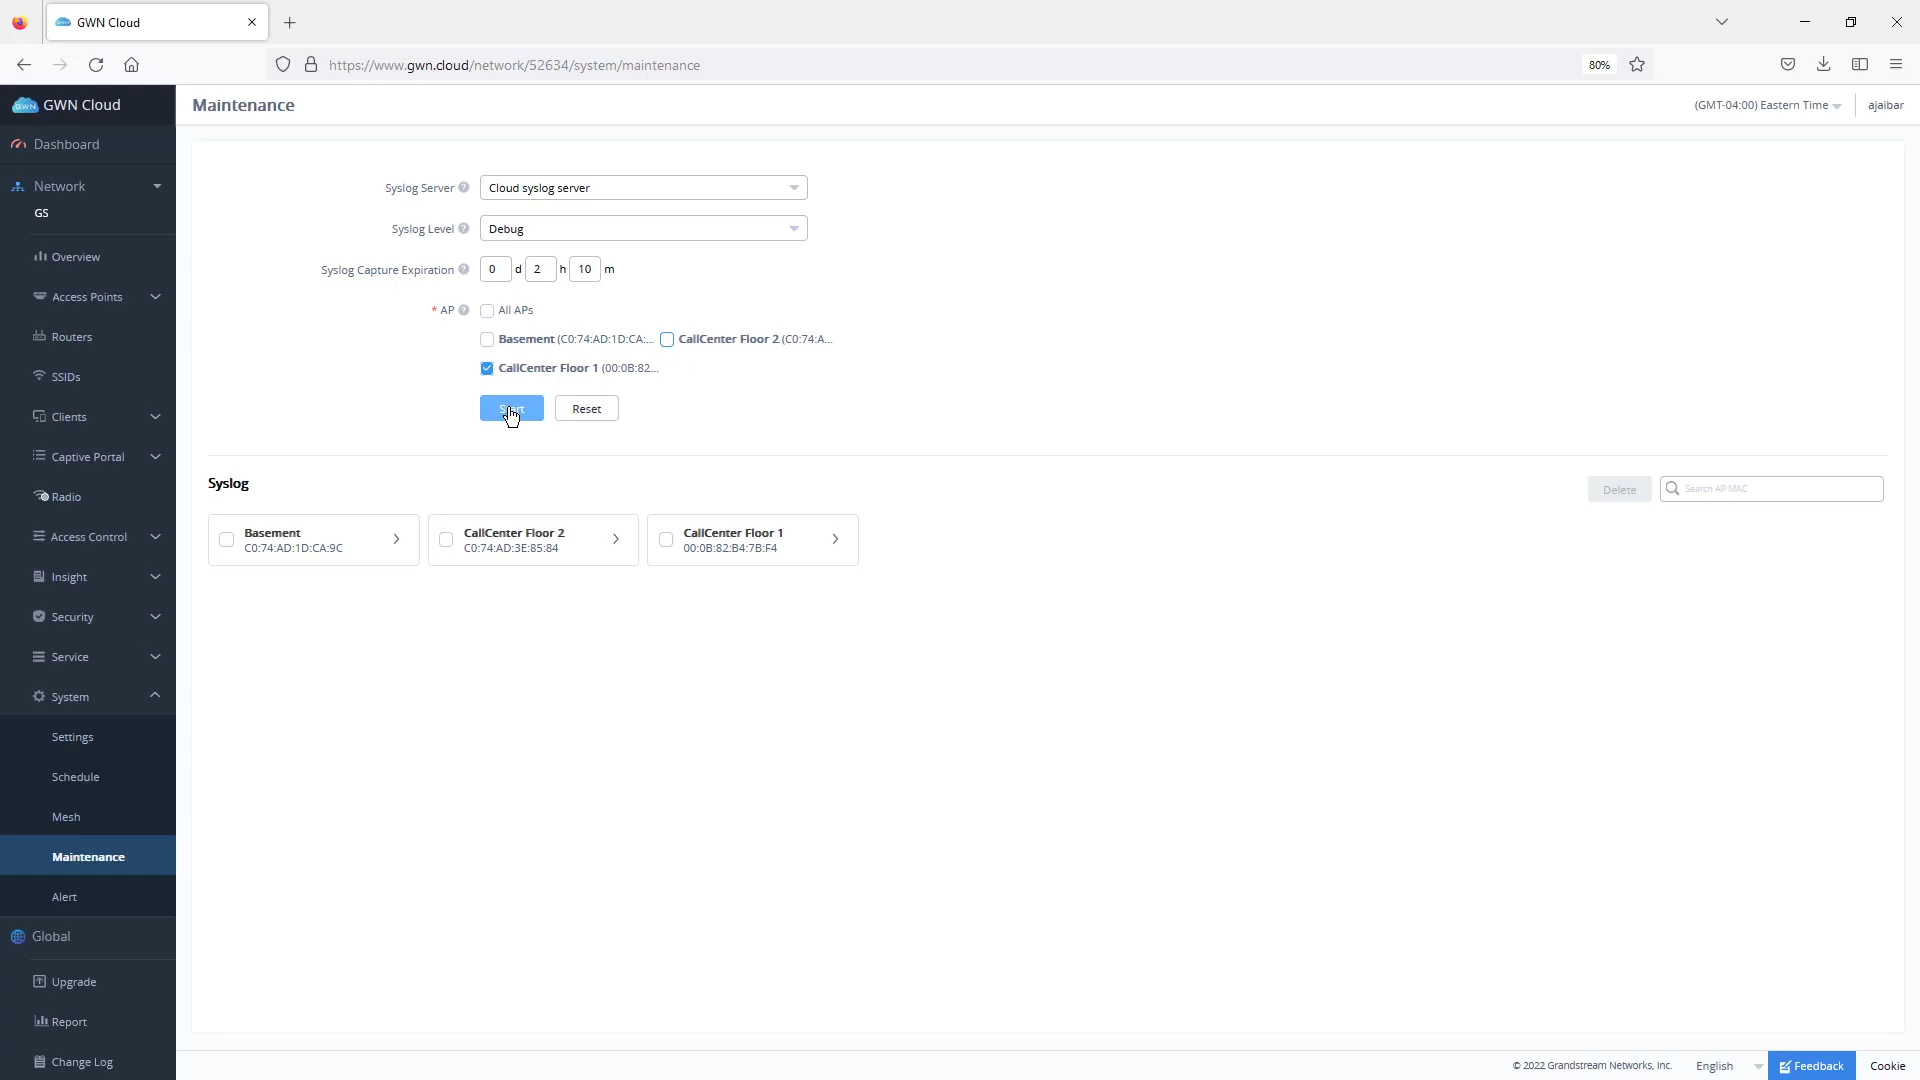 GWN Cloud
https://www.gwn.cloud/network/52634/system/maintenance
80%
GWN GWN Cloud
Maintenance
(GMT-04:00) Eastern Time
ajaibar
Dashboard
Network
GS
Overview
Access Points
Routers
SSIDs
Clients
Captive Portal
Radio
Access Control
Insight
Security
Service
System
Settings
Schedule
Mesh
Maintenance
Alert
Global
Upgrade
Report
Change Log
Syslog Server ? Cloud syslog server
Syslog Level ? Debug
Syslog Capture Expiration ? 0 d 2 h 10 m
* AP ? All APs
Basement (C0:74:AD:1D:CA:... CallCenter Floor 2 (C0:74:A...
CallCenter Floor 1 (00:0B:82...
Reset
Syslog
Delete
Search AP MAC
Basement
C0:74:AD:1D:CA:9C
CallCenter Floor 2
C0:74:AD:3E:85:84
CallCenter Floor 1
00:0B:82:B4:7B:F4
© 2022 Grandstream Networks, Inc.
English
Feedback
Cookie